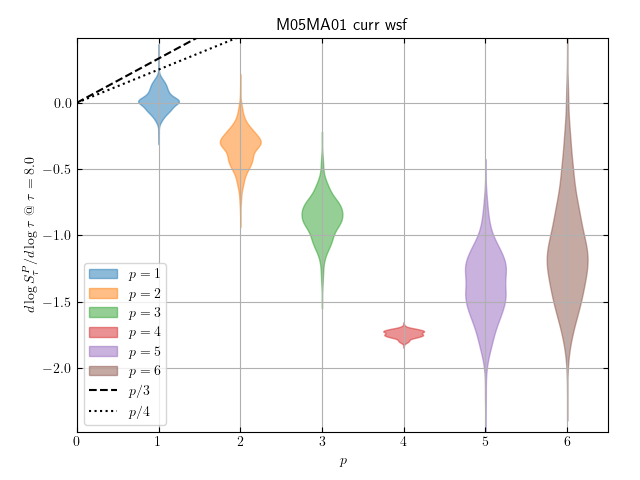 M05MA01 curr wsf
d log S_τ^P / d log τ @ τ = 8.0
0.0
−0.5
−1.0
−1.5
−2.0
p = 1
p = 2
p = 3
p = 4
p = 5
p = 6
p/3
p/4
0 1 2 3 4 5 6
p